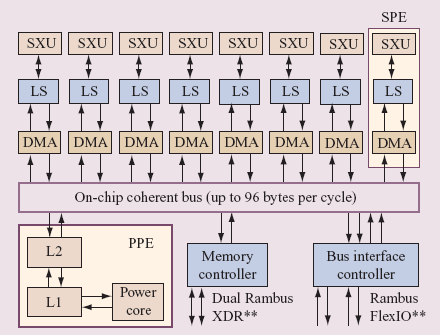 SPE
SXU SXU SXU SXU SXU SXU SXU SXU
LS LS LS LS LS LS LS LS
DMA DMA DMA DMA DMA DMA DMA DMA
On-chip coherent bus (up to 96 bytes per cycle)
PPE
L2
L1
Power
core
Memory
controller
Dual Rambus
XDR**
Bus interface
controller
Rambus
FlexIO**